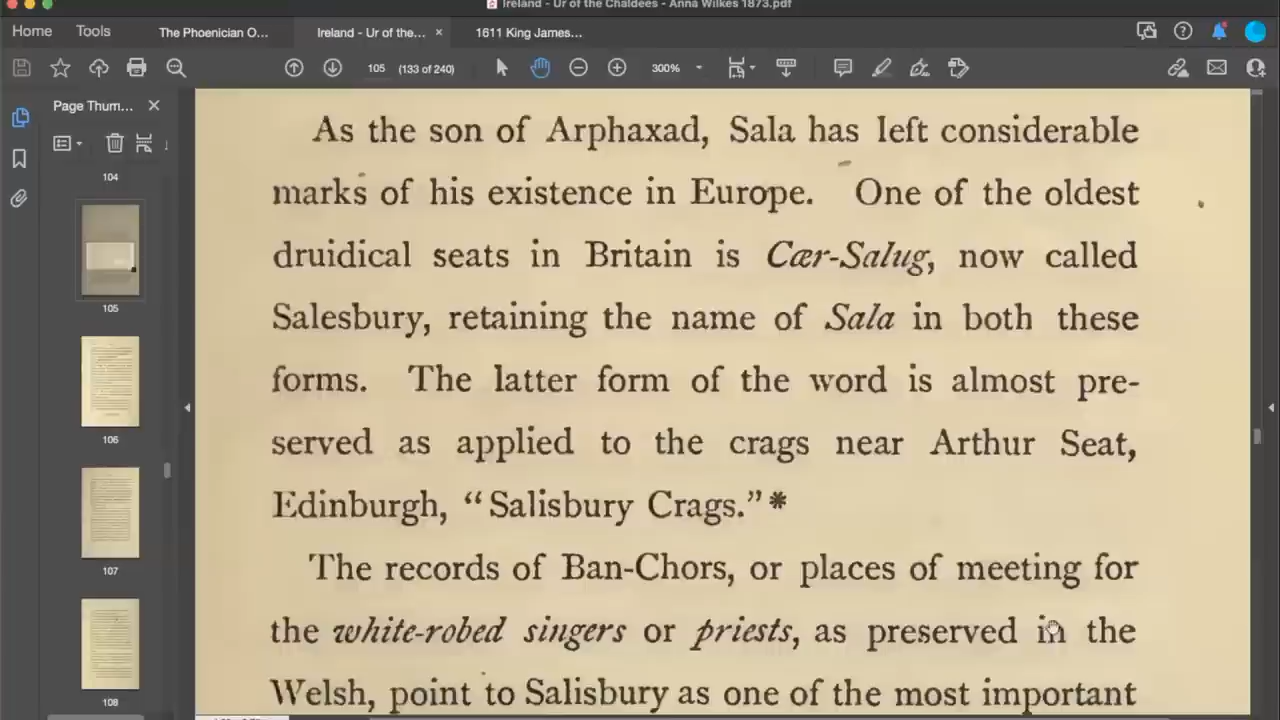 Ireland - Ur of the Chaldees - Anna Wilkes 1873.pdf
Home Tools The Phoenician O... Ireland - Ur of the... × 1611 King James...
105 (133 of 240) 300%
Page Thum...
104
105
106
107
108
As the son of Arphaxad, Sala has left considerable
marks of his existence in Europe. One of the oldest
druidical seats in Britain is Cær-Salug, now called
Salesbury, retaining the name of Sala in both these
forms. The latter form of the word is almost pre-
served as applied to the crags near Arthur Seat,
Edinburgh, “Salisbury Crags.”*
The records of Ban-Chors, or places of meeting for
the white-robed singers or priests, as preserved in the
Welsh, point to Salisbury as one of the most important